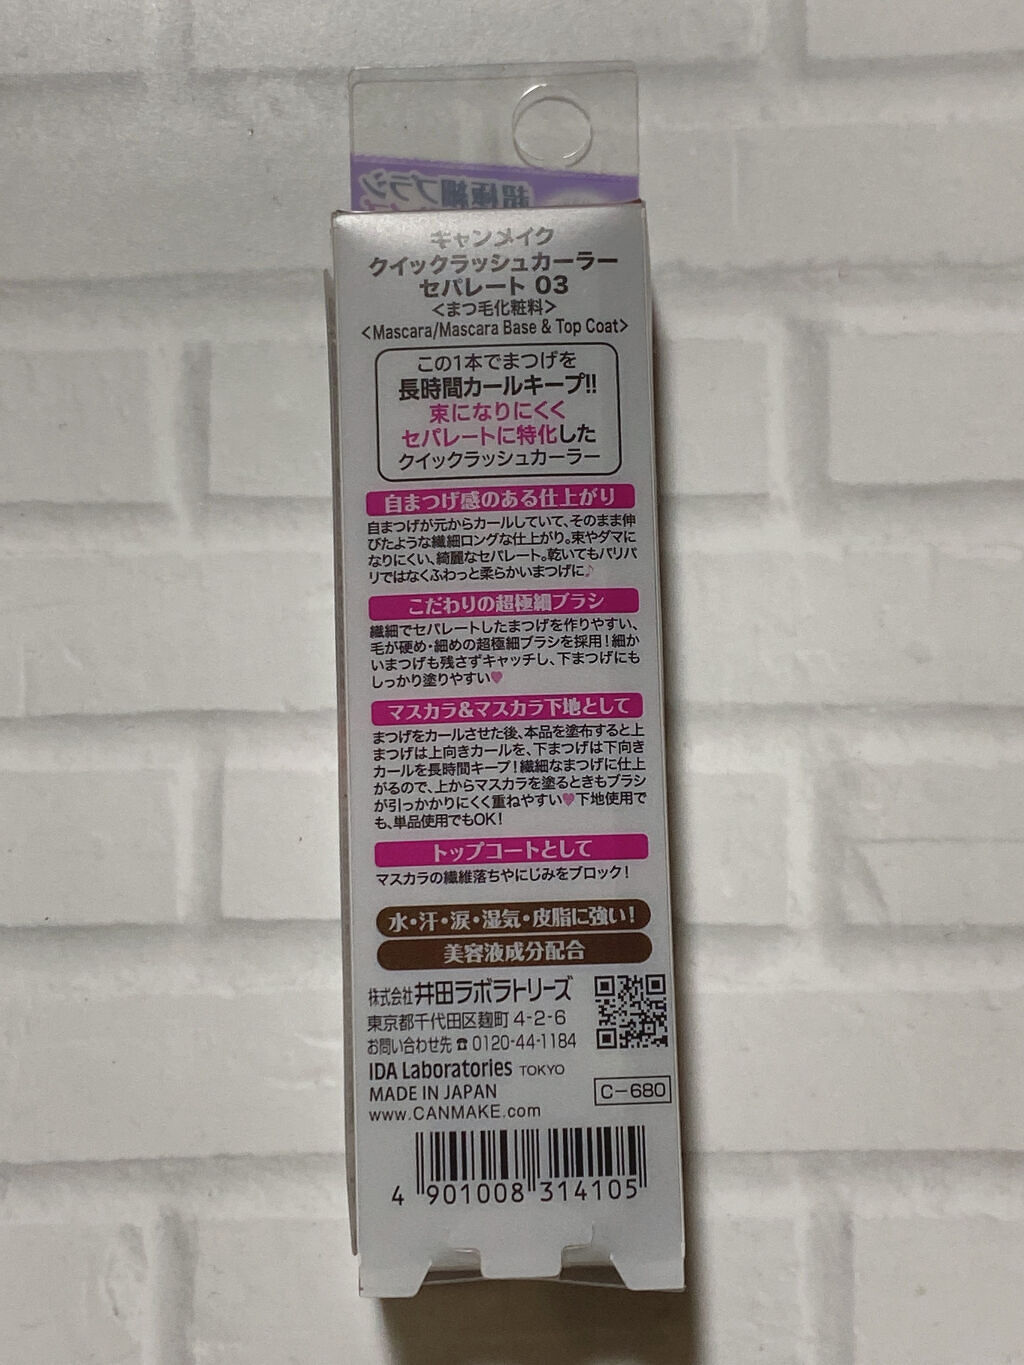 超極細ブラシ
キャンメイク
クイックラッシュカーラー
セパレート 03
<まつ毛化粧料>
<Mascara/Mascara Base & Top Coat>
この1本でまつげを
長時間カールキープ!!
束になりにくく
セパレートに特化した
クイックラッシュカーラー
自まつげ感のある仕上がり
自まつげが元からカールしていて、そのまま伸
びたような繊細ロングな仕上がり。束やダマに
なりにくい、綺麗なセパレート。乾いてもパリパ
リではなくふわっと柔らかいまつげに♪
こだわりの超極細ブラシ
繊細でセパレートしたまつげを作りやすい、
毛が硬め・細めの超極細ブラシを採用!細か
いまつげも残さずキャッチし、下まつげにも
しっかり塗りやすい♥
マスカラ&マスカラ下地として
まつげをカールさせた後、本品を塗布すると上
まつげは上向きカールを、下まつげは下向き
カールを長時間キープ!繊細なまつげに仕上
がるので、上からマスカラを塗るときもブラシ
が引っかかりにくく重ねやすい♥下地使用で
も、単品使用でもOK!
トップコートとして
マスカラの繊維落ちやにじみをブロック!
水・汗・涙・湿気・皮脂に強い!
美容液成分配合
株式会社井田ラボラトリーズ
東京都千代田区麹町 4-2-6
お問い合わせ先 ☎ 0120-44-1184
IDA Laboratories TOKYO
MADE IN JAPAN
www.CANMAKE.com
C-680
4 901008 314105